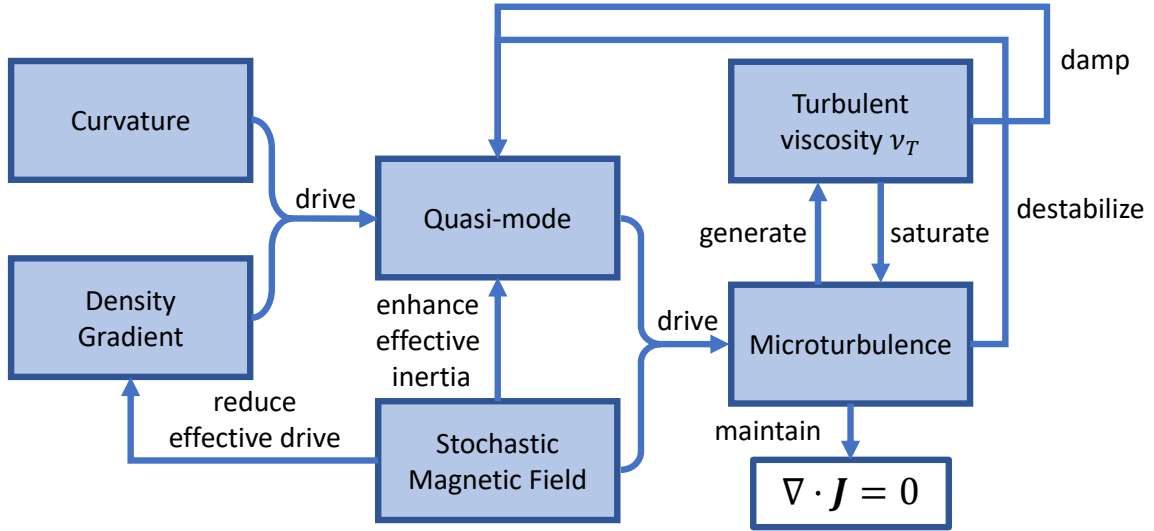 damp
Curvature
Turbulent
viscosity ν_T
drive
Quasi-mode
destabilize
generate
saturate
Density
Gradient
enhance
effective
inertia
drive
Microturbulence
reduce
effective drive
Stochastic
Magnetic Field
maintain
∇ · J = 0